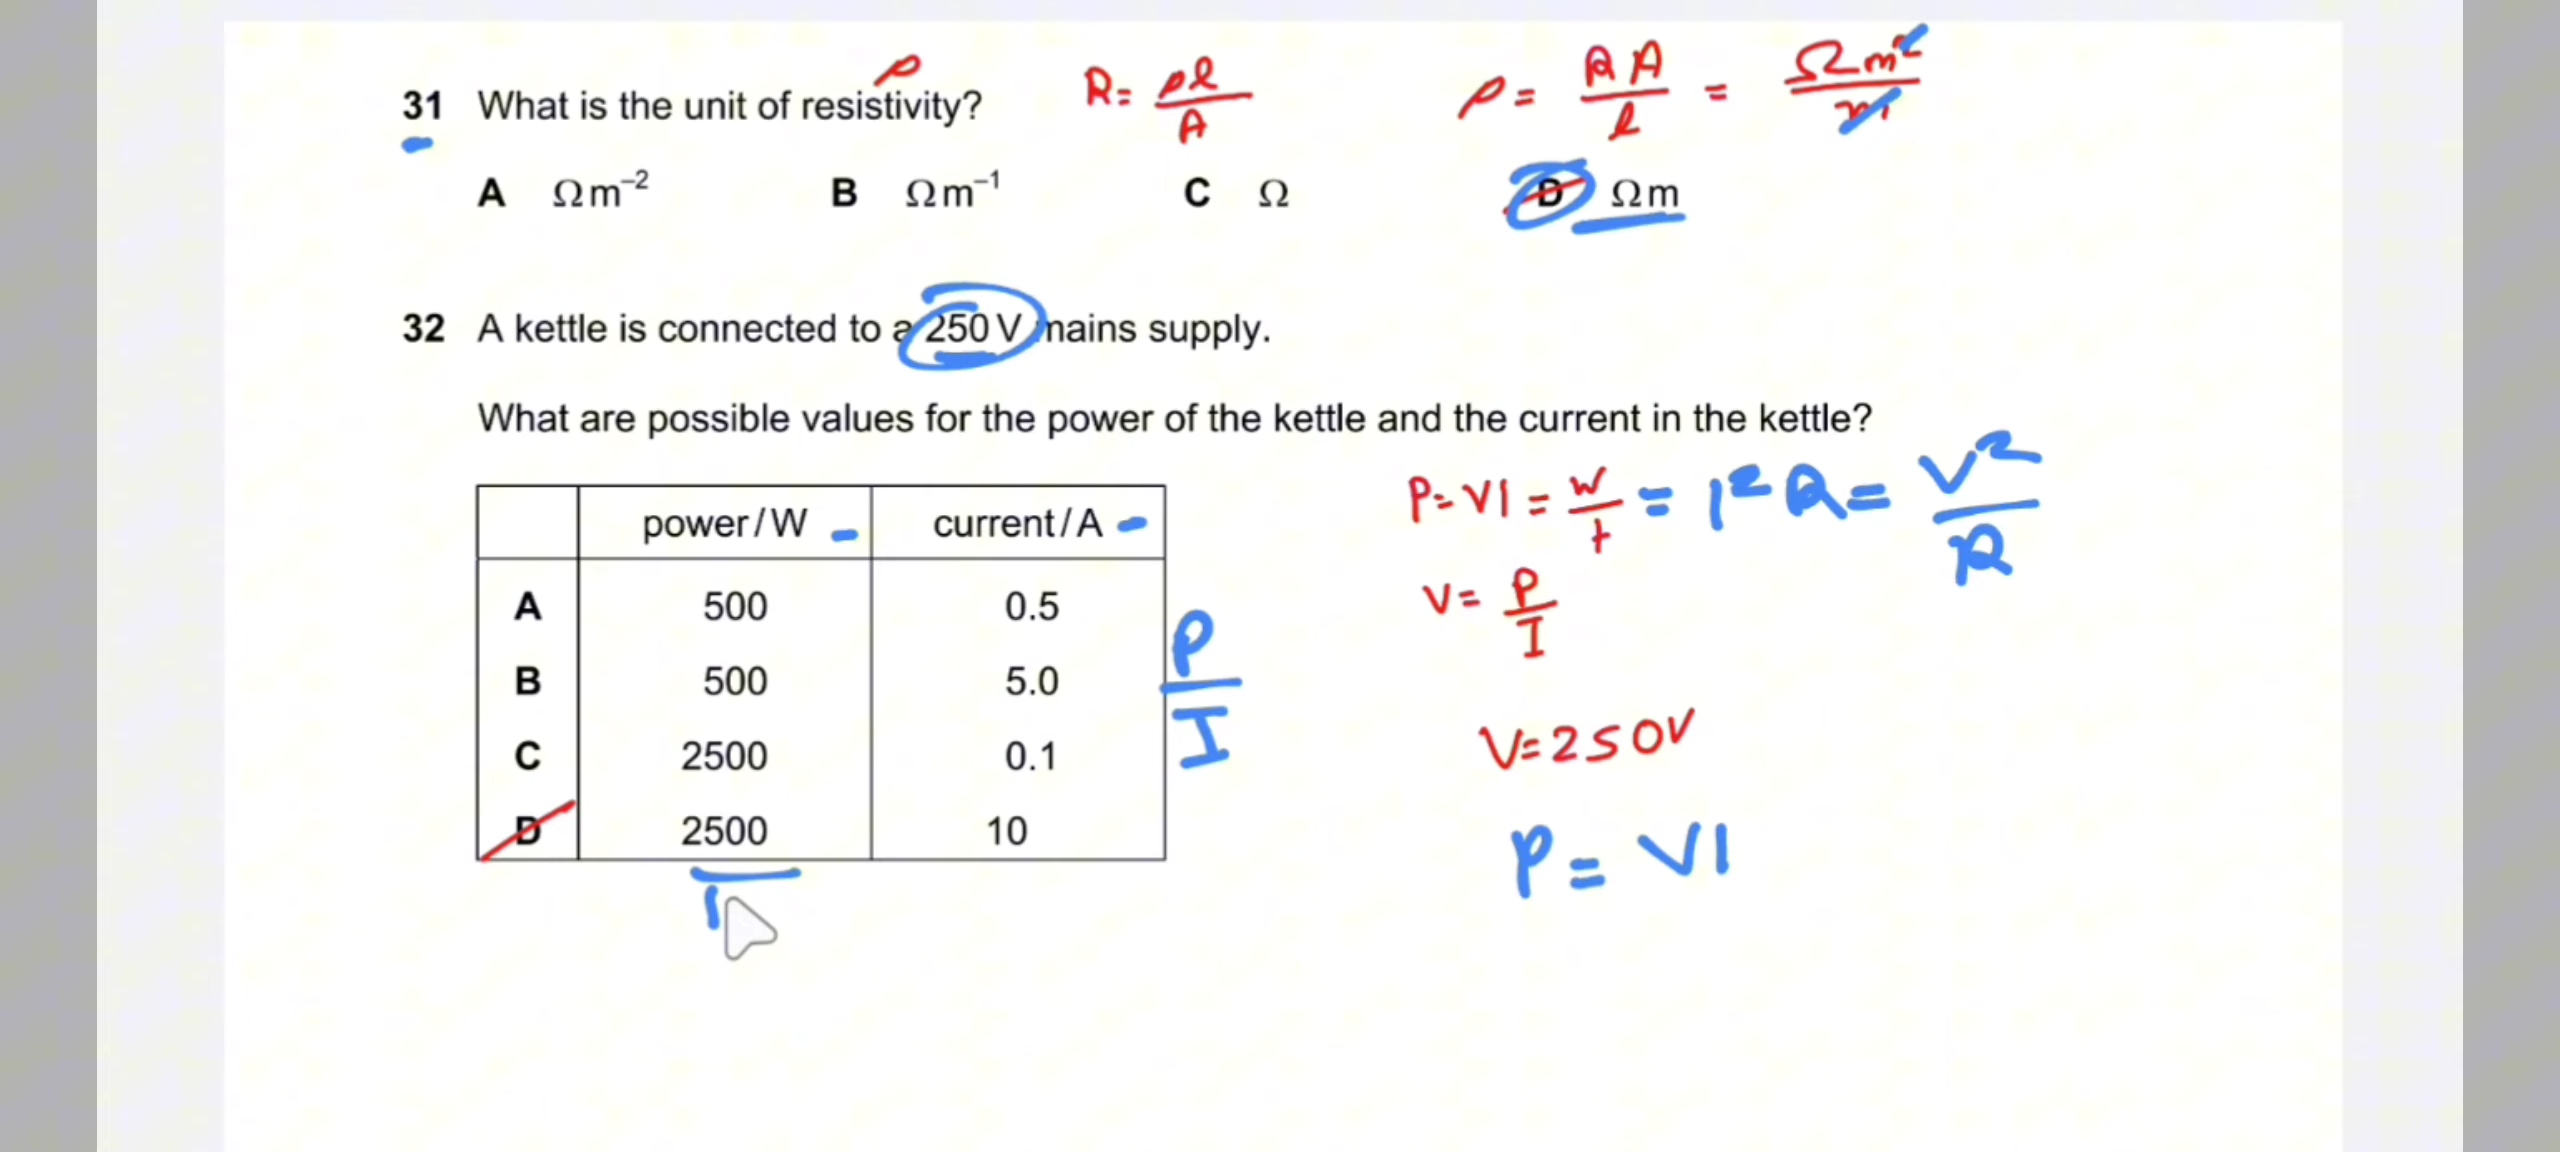 ρ
R = ρl / A
ρ = RA / l = Ωm² / m
31 What is the unit of resistivity?
A Ωm⁻² B Ωm⁻¹ C Ω D Ωm
32 A kettle is connected to a 250 V mains supply.
What are possible values for the power of the kettle and the current in the kettle?
power/W current/A
A 500 0.5
B 500 5.0
C 2500 0.1
D 2500 10
P/I
1
P = VI = W/t = I²R = V²/R
V = P/I
V = 250V
P = VI